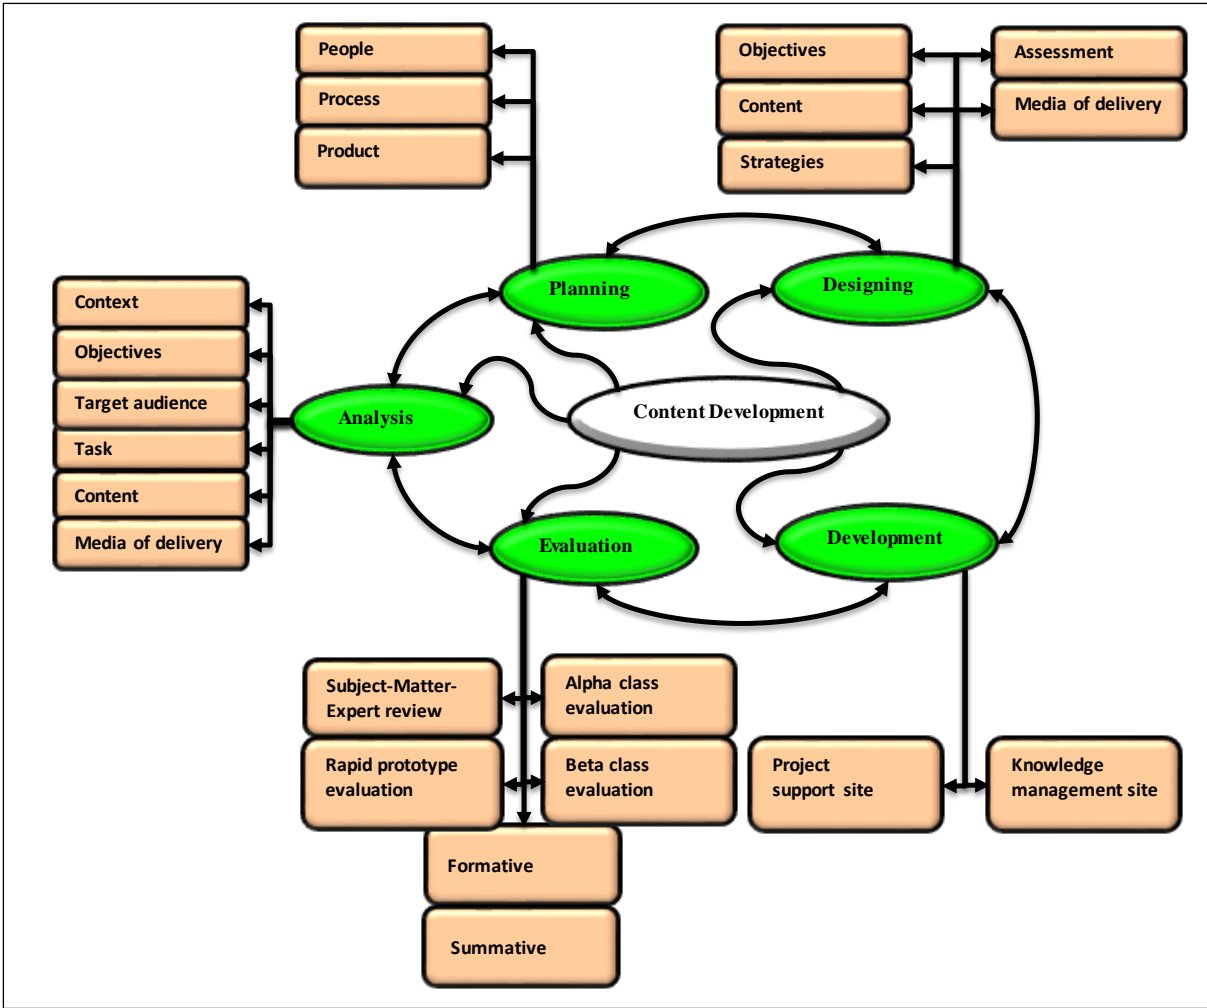 People
Process
Product
Objectives
Content
Strategies
Assessment
Media of delivery
Planning
Designing
Context
Objectives
Target audience
Task
Content
Media of delivery
Analysis
Content Development
Evaluation
Development
Subject-Matter-
Expert review
Alpha class
evaluation
Rapid prototype
evaluation
Beta class
evaluation
Project
support site
Knowledge
management site
Formative
Summative